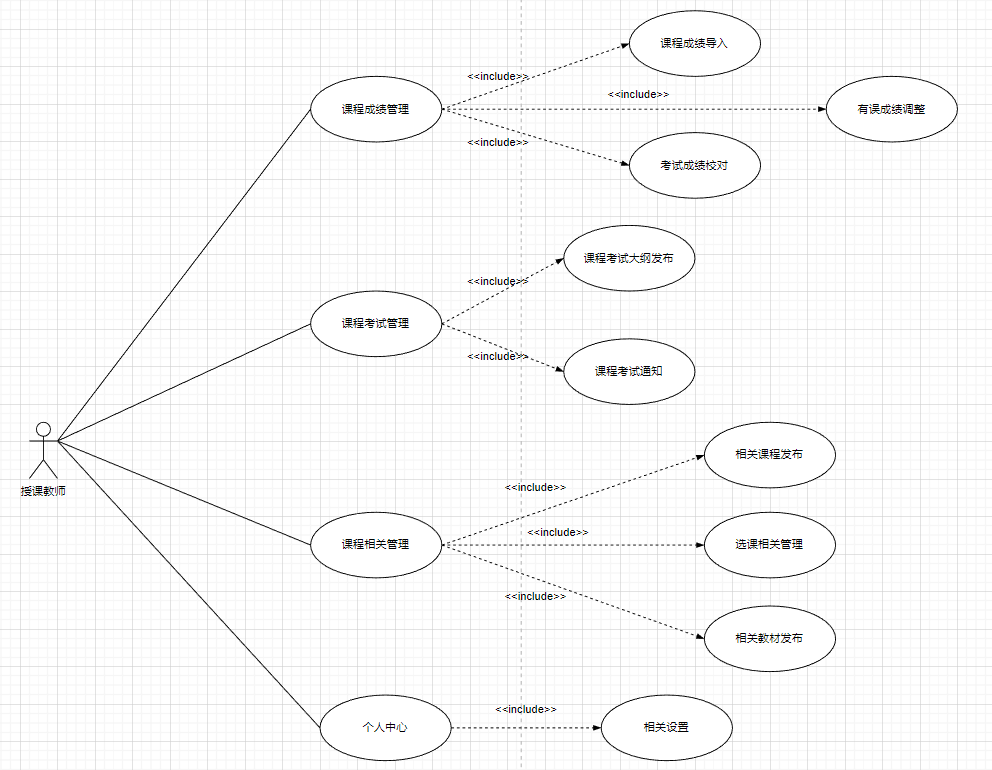 课程成绩导入
<<include>>
<<include>>
课程成绩管理
有误成绩调整
<<include>>
考试成绩校对
课程考试大纲发布
<<include>>
课程考试管理
<<include>>
课程考试通知
相关课程发布
<<include>>
授课教师
<<include>>
课程相关管理
选课相关管理
<<include>>
相关教材发布
<<include>>
个人中心
相关设置